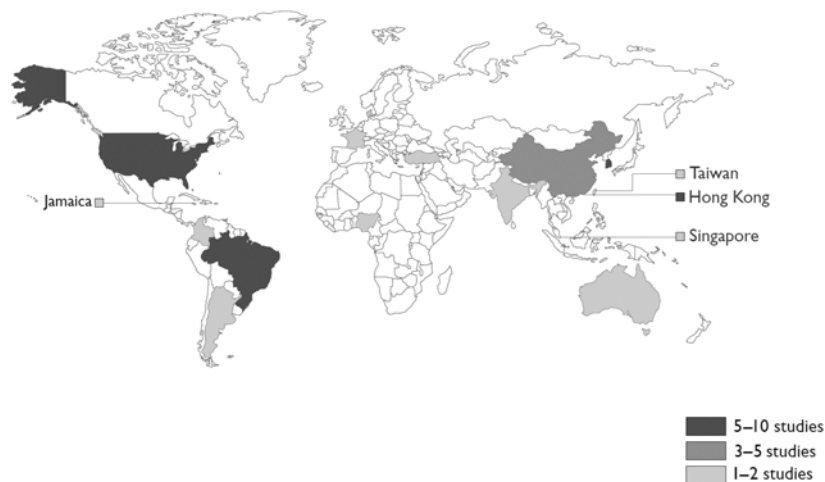 Taiwan
Jamaica
Hong Kong
Singapore
5–10 studies
3–5 studies
1–2 studies